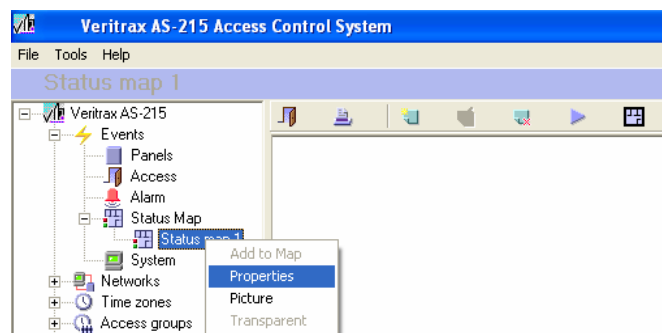 Veritrax AS-215 Access Control System
File Tools Help
Status map 1
Veritrax AS-215
Events
Panels
Access
Alarm
Status Map
Status map 1
Add to Map
System
Properties
Networks
Picture
Time zones
Transparent
Access groups